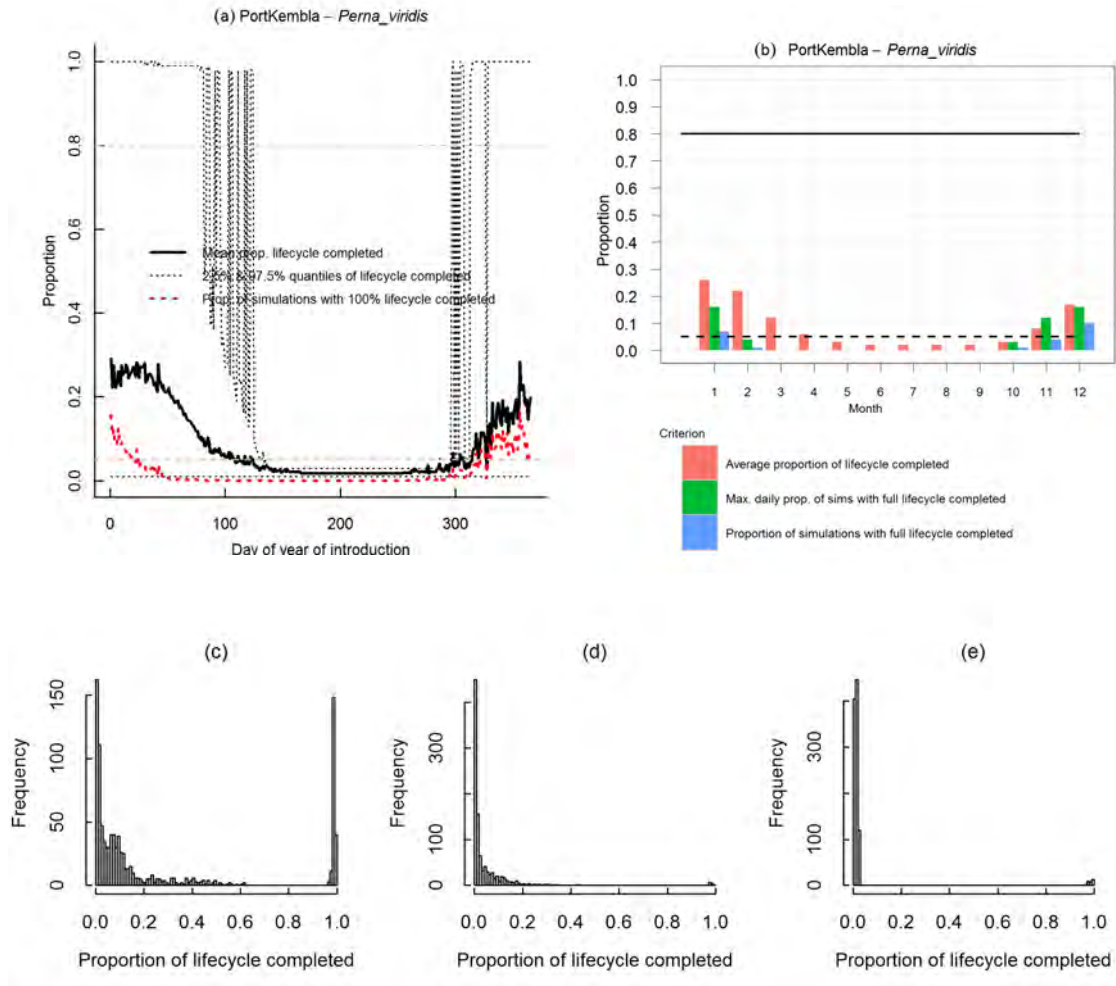 (a) PortKembla – Perna_viridis
1.0
0.8
0.6
0.4
0.2
0.0
Proportion
Mean prop. lifecycle completed
2.5% & 97.5% quantiles of lifecycle completed
Prop. of simulations with 100% lifecycle completed
0 100 200 300
Day of year of introduction
(b) PortKembla – Perna_viridis
1.0
0.9
0.8
0.7
0.6
0.5
0.4
0.3
0.2
0.1
0.0
Proportion
1 2 3 4 5 6 7 8 9 10 11 12
Month
Criterion
Average proportion of lifecycle completed
Max. daily prop. of sims with full lifecycle completed
Proportion of simulations with full lifecycle completed
(c)
150
100
50
0
Frequency
0.0 0.2 0.4 0.6 0.8 1.0
Proportion of lifecycle completed
(d)
300
100
0
Frequency
0.0 0.2 0.4 0.6 0.8 1.0
Proportion of lifecycle completed
(e)
300
100
0
Frequency
0.0 0.2 0.4 0.6 0.8 1.0
Proportion of lifecycle completed